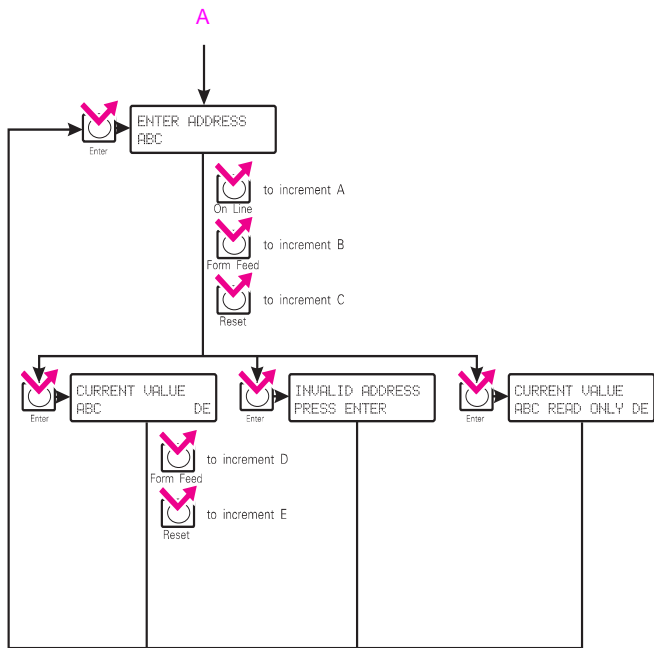 A
ENTER ADDRESS
ABC
Enter
On Line
to increment A
Form Feed
to increment B
Reset
to increment C
Enter
CURRENT VALUE
ABC DE
Enter
INVALID ADDRESS
PRESS ENTER
Enter
CURRENT VALUE
ABC READ ONLY DE
Form Feed
to increment D
Reset
to increment E